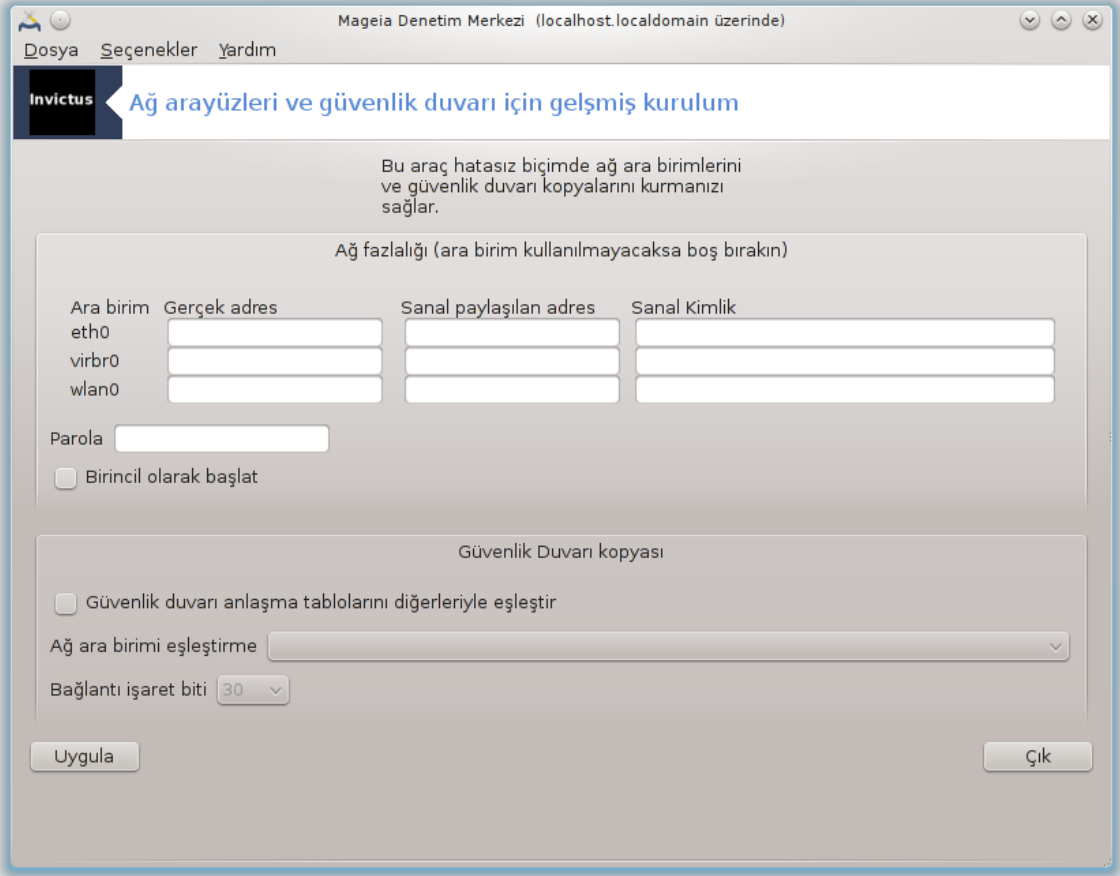 Mageia Denetim Merkezi (localhost.localdomain üzerinde)
Dosya Seçenekler Yardım
Invictus
Ağ arayüzleri ve güvenlik duvarı için gelşmiş kurulum
Bu araç hatasız biçimde ağ ara birimlerini
ve güvenlik duvarı kopyalarını kurmanızı
sağlar.
Ağ fazlalığı (ara birim kullanılmayacaksa boş bırakın)
Ara birim Gerçek adres Sanal paylaşılan adres Sanal Kimlik
eth0
virbr0
wlan0
Parola
Birincil olarak başlat
Güvenlik Duvarı kopyası
Güvenlik duvarı anlaşma tablolarını diğerleriyle eşleştir
Ağ ara birimi eşleştirme
Bağlantı işaret biti 30
Uygula Çık